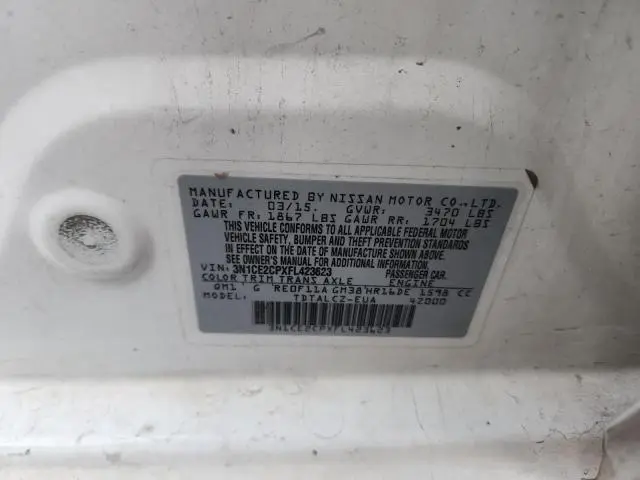 MANUFACTURED BY NISSAN MOTOR CO.,LTD.
DATE: 03/15. GVWR: 3470 LBS
GAWR FR: 1867 LBS GAWR RR: 1704 LBS
THIS VEHICLE CONFORMS TO ALL APPLICABLE FEDERAL MOTOR
VEHICLE SAFETY, BUMPER AND THEFT PREVENTION STANDARDS
IN EFFECT ON THE DATE OF MANUFACTURE SHOWN ABOVE.
SEE OWNER'S MANUAL FOR ADDITIONAL INFORMATION
VIN: 3N1CE2CPXFL423623 PASSENGER CAR.
COLOR TRIM TRANS AXLE ENGINE
QM1 G RE0F11A GM38 HR16DE 1598 CC
MODEL: TDTALCZ-EUA 42000
3N1CE2CPXFL423623